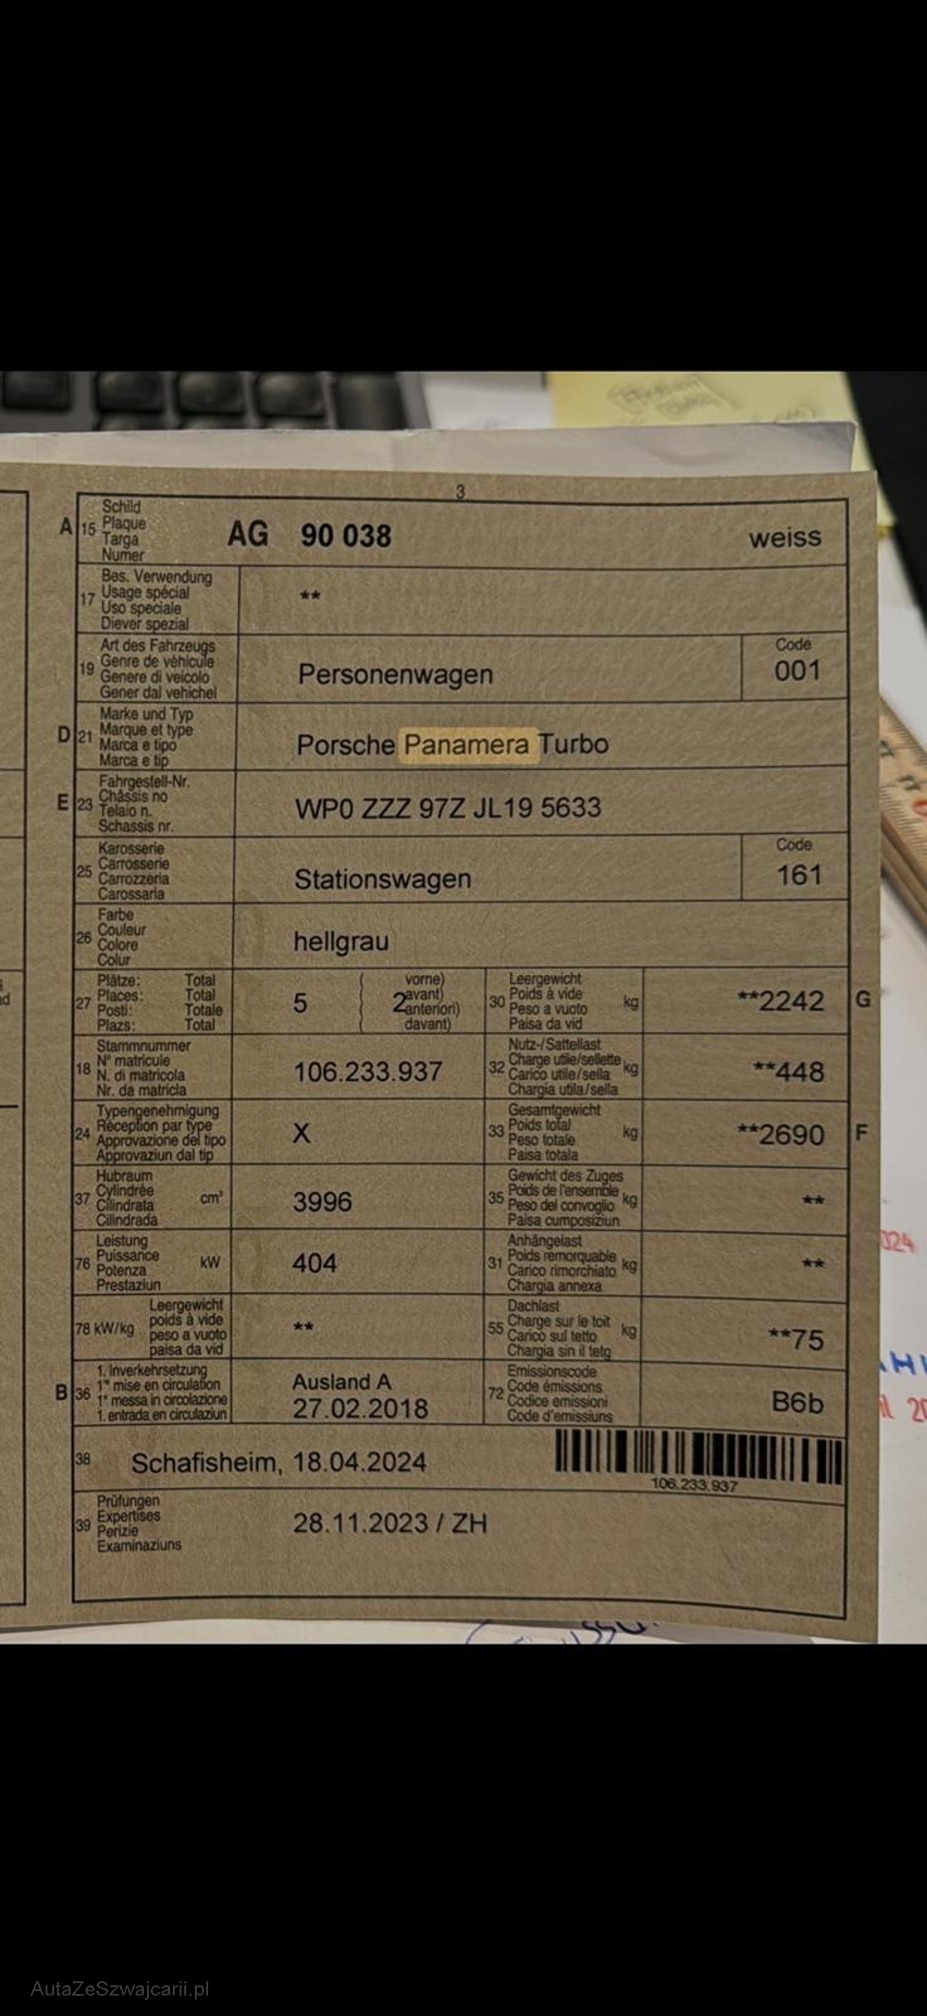 3
A 15 Schild
Plaque
Targa
Numer
AG 90 038 weiss
17 Bes. Verwendung
Usage spécial
Uso speciale
Diever spezial
**
19 Art des Fahrzeugs
Genre de véhicule
Genere di veicolo
Gener dal vehichel
Personenwagen
Code
001
D 21 Marke und Typ
Marque et type
Marca e tipo
Marca e tip
Porsche Panamera Turbo
E 23 Fahrgestell-Nr.
Châssis no
Telaio n.
Schassis nr.
WP0 ZZZ 97Z JL19 5633
25 Karosserie
Carrosserie
Carrozzeria
Carossaria
Stationswagen
Code
161
26 Farbe
Couleur
Colore
Colur
hellgrau
27 Plätze: Total
Places: Total
Posti: Totale
Plazs: Total
5 2 (vorne)
avant)
anteriori)
davant)
30 Leergewicht
Poids à vide
Peso a vuoto
Paisa da vid
kg **2242 G
18 Stammnummer
N° matricule
N. di matricola
Nr. da matricla
106.233.937
32 Nutz-/Sattellast
Charge utile/sellette
Carico utile/sella
Chargia utila/sella
kg **448
24 Typengenehmigung
Réception par type
Approvazione del tipo
Approvaziun dal tip
X
33 Gesamtgewicht
Poids total
Peso totale
Paisa totala
kg **2690 F
37 Hubraum
Cylindrée
Cilindrata
Cilindrada
cm³ 3996
35 Gewicht des Zuges
Poids de l'ensemble
Peso del convoglio
Paisa cumposiziun
kg **
76 Leistung
Puissance
Potenza
Prestaziun
kW 404
31 Anhängelast
Poids remorquable
Carico rimorchiato
Chargia annexa
kg **
78 kW/kg Leergewicht
poids à vide
peso a vuoto
paisa da vid
**
55 Dachlast
Charge sur le toit
Carico sul tetto
Chargia sin il tetg
kg **75
B 36 1. Inverkehrsetzung
1re mise en circulation
1a messa in circolazione
1. entrada en circulaziun
Ausland A
27.02.2018
72 Emissionscode
Code émissions
Codice emissioni
Code d'emissiuns
B6b
38 Schafisheim, 18.04.2024
106.233.937
39 Prüfungen
Expertises
Perizie
Examinaziuns
28.11.2023 / ZH
AutaZeSzwajcarii.pl